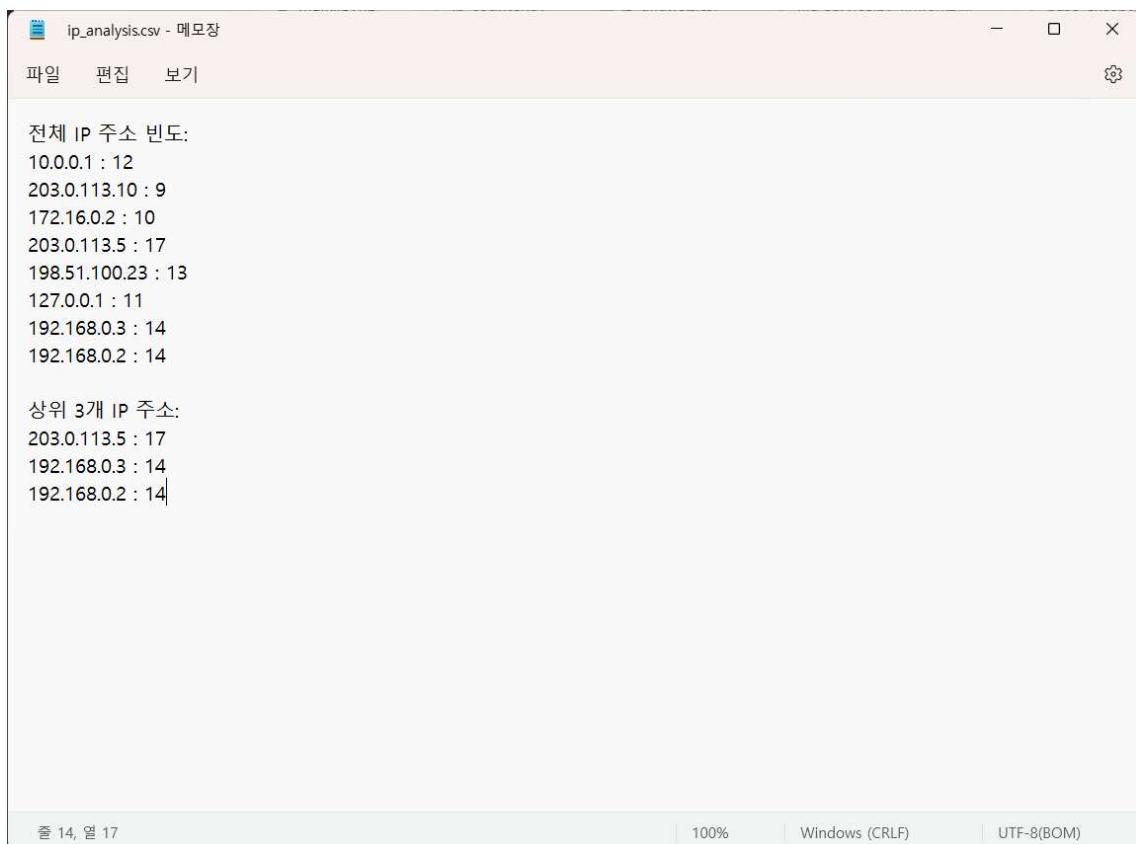 ip_analysis.csv - 메모장
파일 편집 보기
전체 IP 주소 빈도:
10.0.0.1 : 12
203.0.113.10 : 9
172.16.0.2 : 10
203.0.113.5 : 17
198.51.100.23 : 13
127.0.0.1 : 11
192.168.0.3 : 14
192.168.0.2 : 14
상위 3개 IP 주소:
203.0.113.5 : 17
192.168.0.3 : 14
192.168.0.2 : 14
줄 14, 열 17 100% Windows (CRLF) UTF-8(BOM)